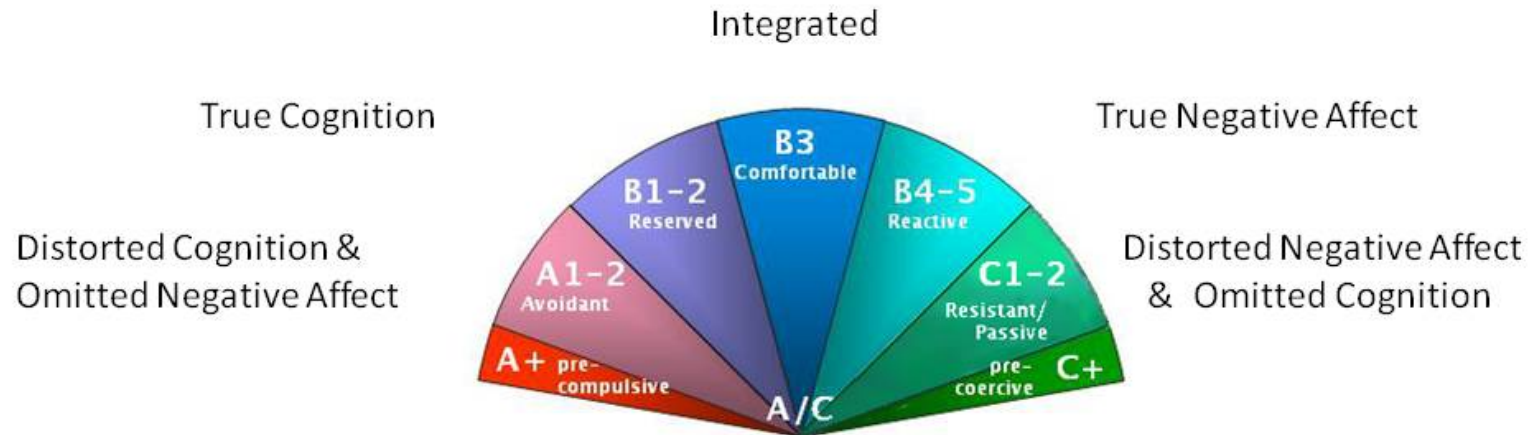 Integrated
True Cognition
True Negative Affect
B3
Comfortable
B1-2
Reserved
B4-5
Reactive
Distorted Cognition &
Omitted Negative Affect
Distorted Negative Affect
& Omitted Cognition
A1-2
Avoidant
C1-2
Resistant/
Passive
A+ pre-
compulsive
pre-
coercive
C+
A/C